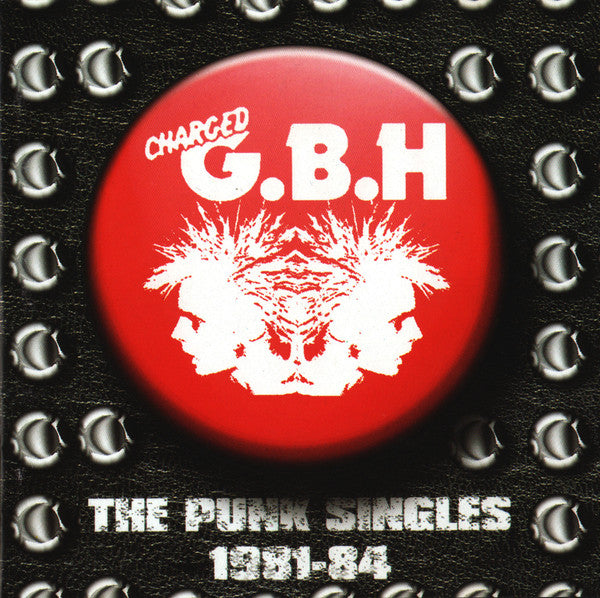 CHARGED
G.B.H
THE PUNK SINGLES
1981-84